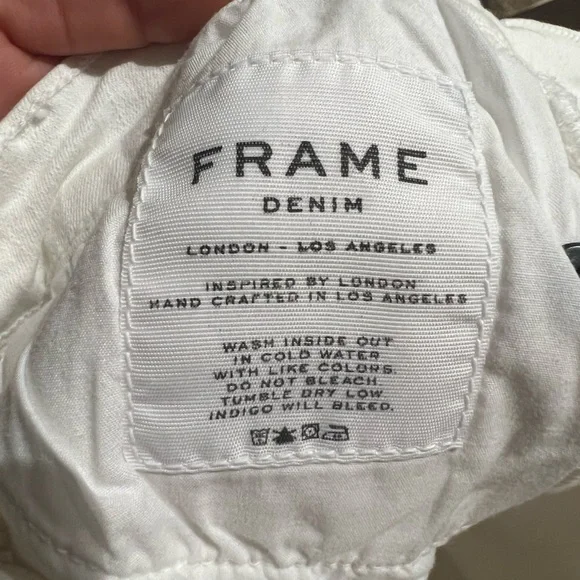 FRAME
DENIM
LONDON - LOS ANGELES
INSPIRED BY LONDON
HAND CRAFTED IN LOS ANGELES
WASH INSIDE OUT
IN COLD WATER
WITH LIKE COLORS.
DO NOT BLEACH.
TUMBLE DRY LOW.
INDIGO WILL BLEED.